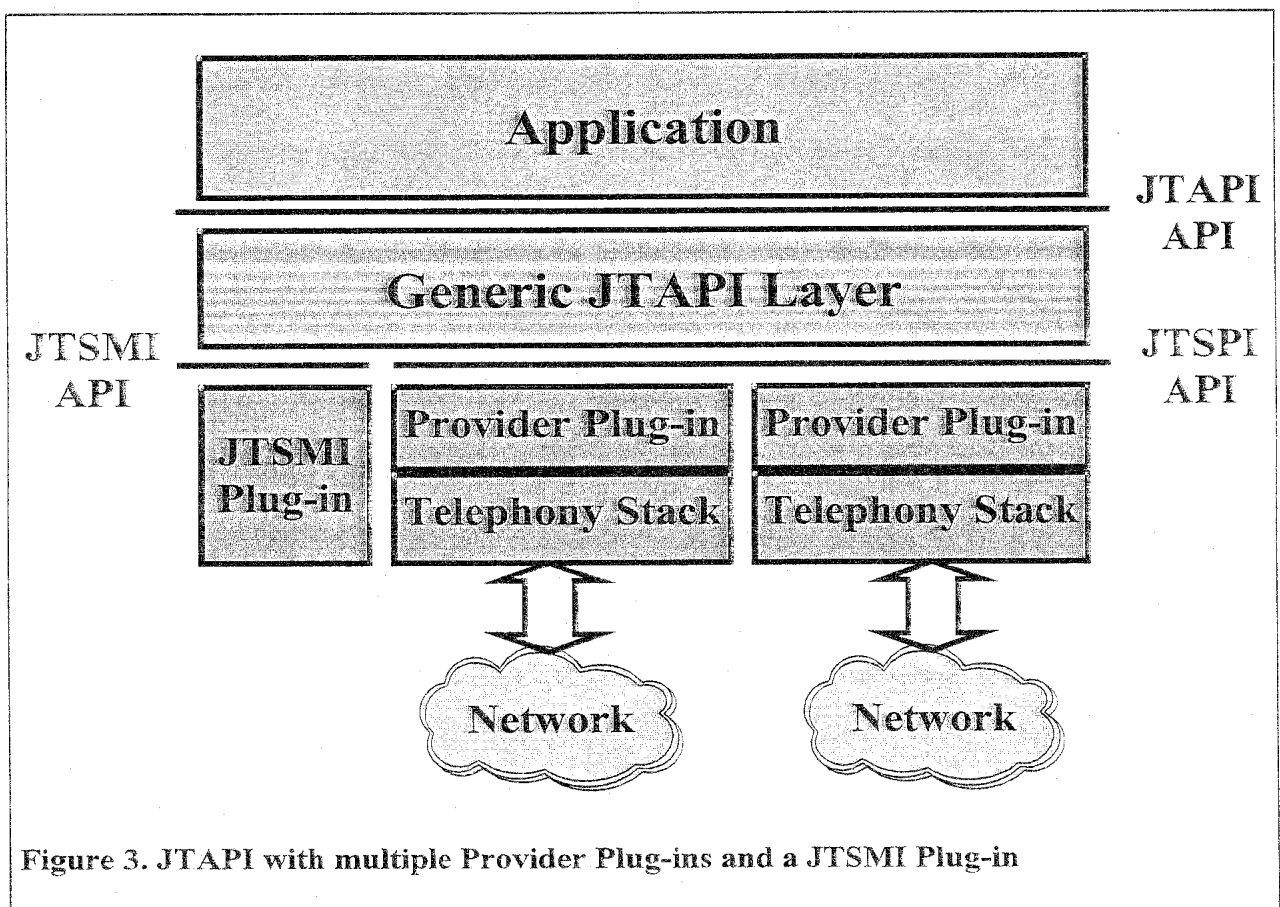 Application
JTAPI
API
Generic JTAPI Layer
JTSMI
API
JTSPI
API
JTSMI
Plug-in
Provider Plug-in
Telephony Stack
Provider Plug-in
Telephony Stack
Network
Network
Figure 3. JTAPI with multiple Provider Plug-ins and a JTSMI Plug-in